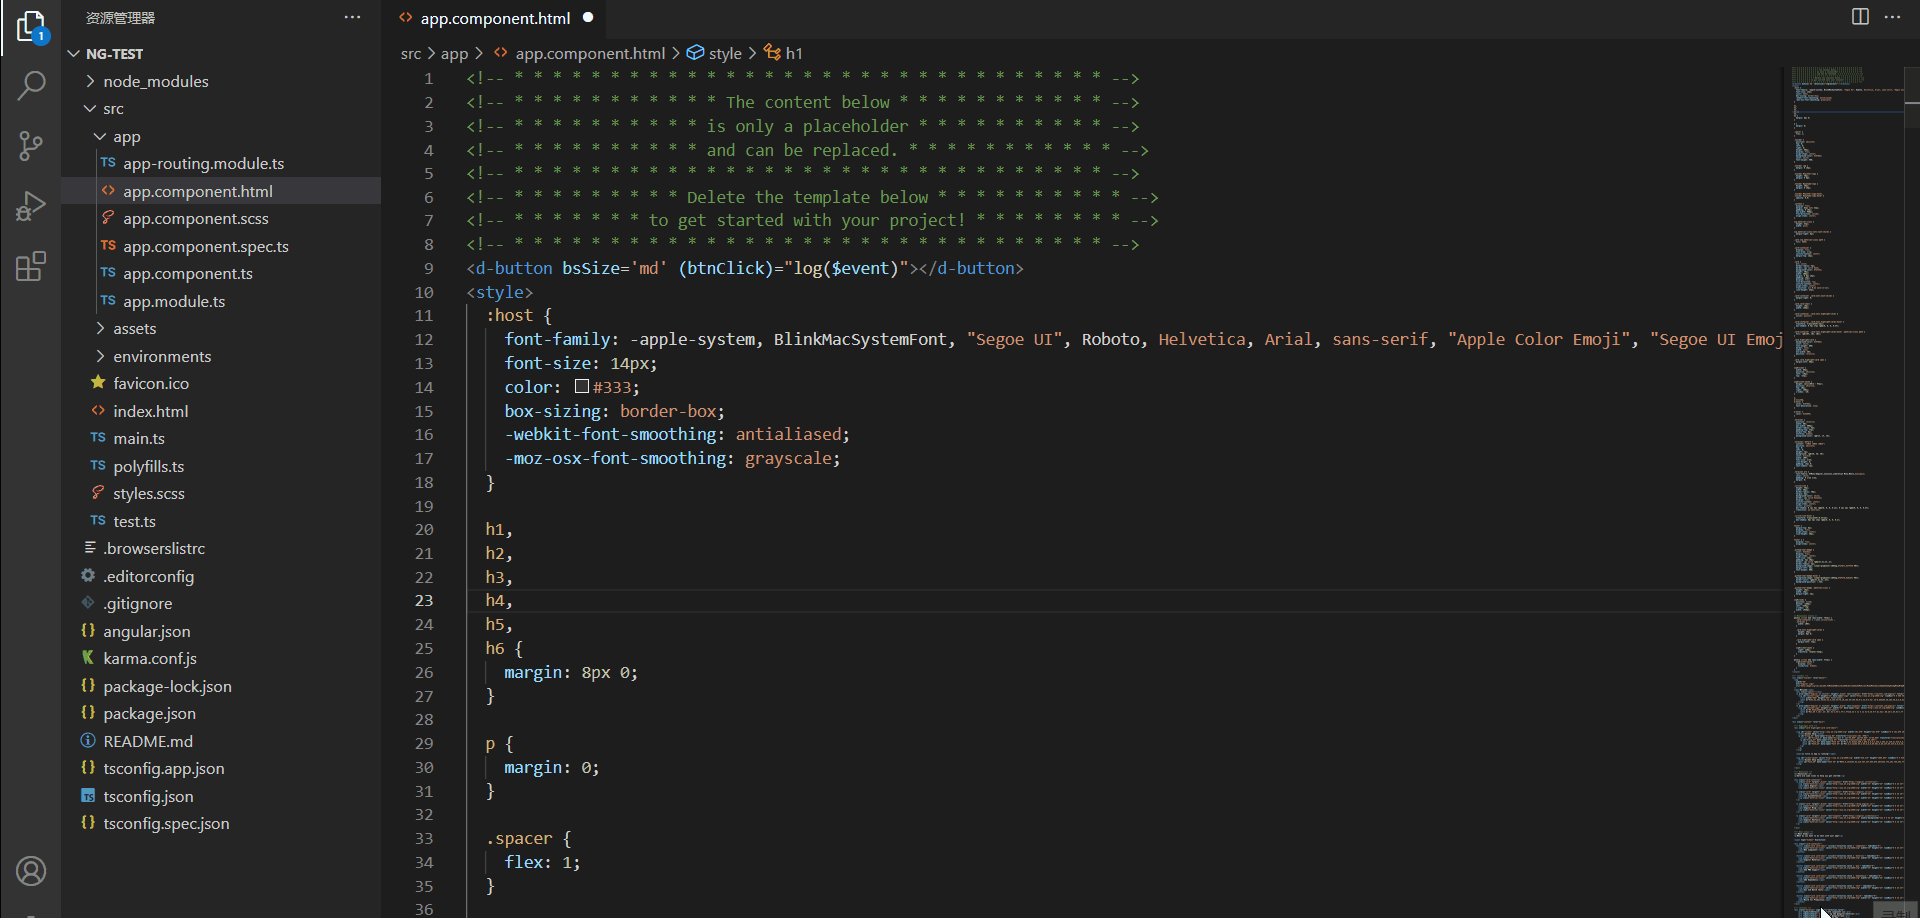 资源管理器
NG-TEST
node_modules
src
app
TS app-routing.module.ts
<> app.component.html
app.component.scss
TS app.component.spec.ts
TS app.component.ts
TS app.module.ts
assets
environments
favicon.ico
<> index.html
TS main.ts
TS polyfills.ts
styles.scss
TS test.ts
.browserslistrc
.editorconfig
.gitignore
{} angular.json
karma.conf.js
{} package-lock.json
{} package.json
README.md
{} tsconfig.app.json
TS tsconfig.json
{} tsconfig.spec.json
1
<> app.component.html
src > app > <> app.component.html > style > h1
1 <!-- * * * * * * * * * * * * * * * * * * * * * * * * * * * * * * * -->
2 <!-- * * * * * * * * * * * The content below * * * * * * * * * * * -->
3 <!-- * * * * * * * * * * is only a placeholder * * * * * * * * * * -->
4 <!-- * * * * * * * * * * and can be replaced. * * * * * * * * * * * -->
5 <!-- * * * * * * * * * * * * * * * * * * * * * * * * * * * * * * * -->
6 <!-- * * * * * * * * * Delete the template below * * * * * * * * * * -->
7 <!-- * * * * * * * to get started with your project! * * * * * * * * -->
8 <!-- * * * * * * * * * * * * * * * * * * * * * * * * * * * * * * * -->
9 <d-button bsSize='md' (btnClick)="log($event)"></d-button>
10 <style>
11 :host {
12 font-family: -apple-system, BlinkMacSystemFont, "Segoe UI", Roboto, Helvetica, Arial, sans-serif, "Apple Color Emoji", "Segoe UI Emoj
13 font-size: 14px;
14 color: #333;
15 box-sizing: border-box;
16 -webkit-font-smoothing: antialiased;
17 -moz-osx-font-smoothing: grayscale;
18 }
19
20 h1,
21 h2,
22 h3,
23 h4,
24 h5,
25 h6 {
26 margin: 8px 0;
27 }
28
29 p {
30 margin: 0;
31 }
32
33 .spacer {
34 flex: 1;
35 }
36